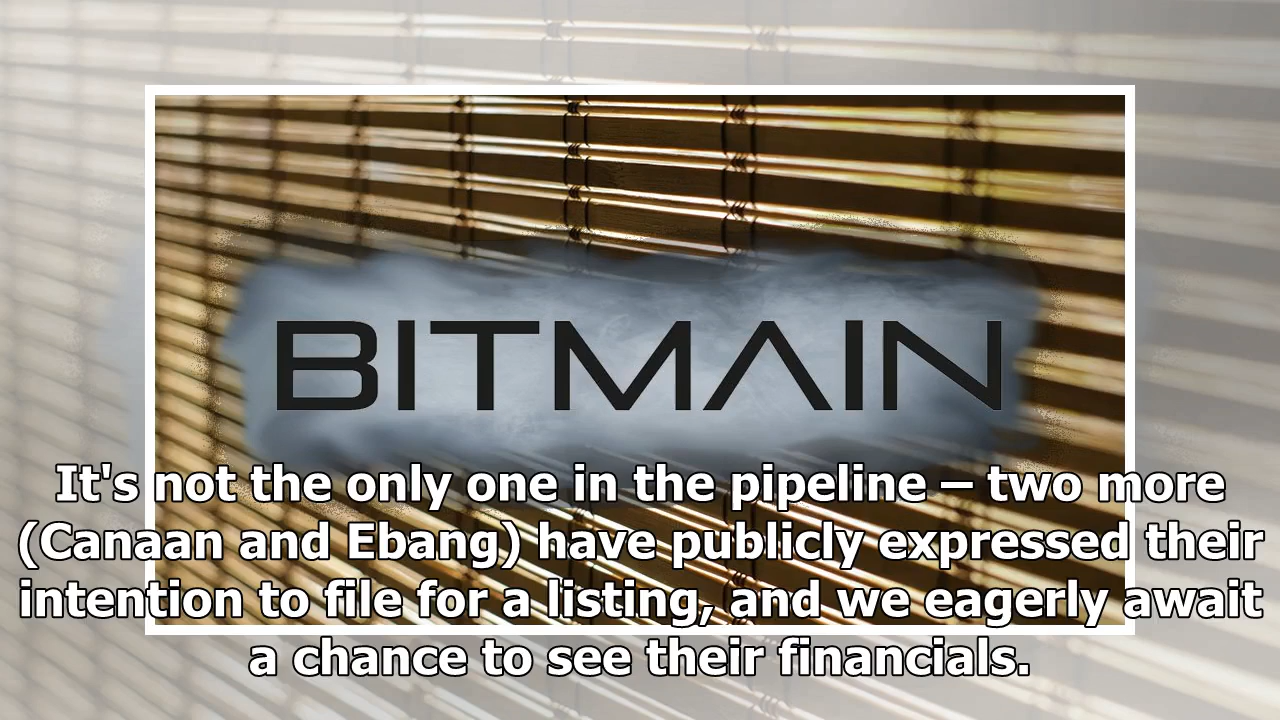 BITMAIN
It's not the only one in the pipeline – two more
(Canaan and Ebang) have publicly expressed their
intention to file for a listing, and we eagerly await
a chance to see their financials.